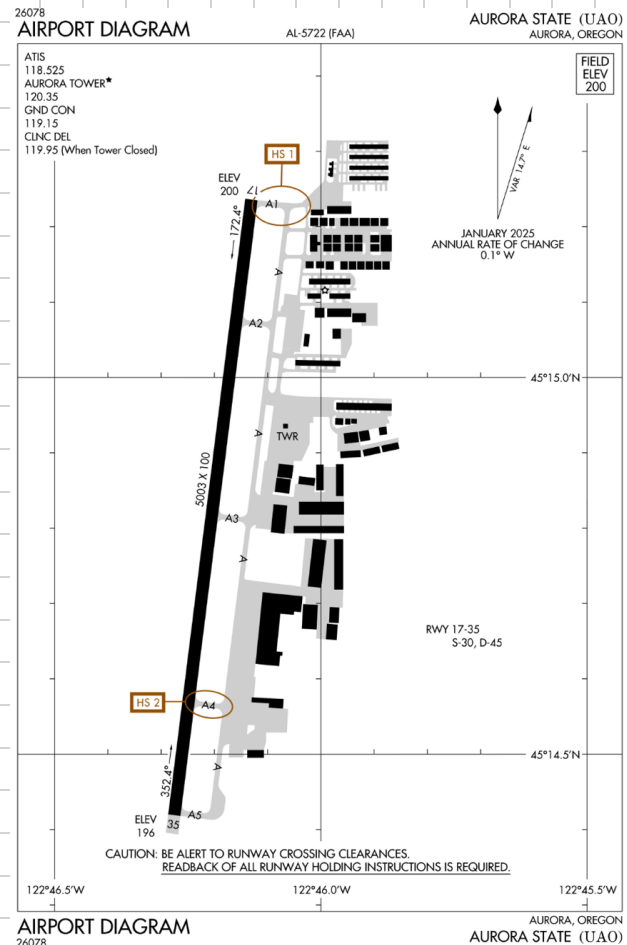 26078
AIRPORT DIAGRAM
AL-5722 (FAA)
AURORA STATE (UAO)
AURORA, OREGON
ATIS
118.525
AURORA TOWER★
120.35
GND CON
119.15
CLNC DEL
119.95 (When Tower Closed)
FIELD
ELEV
200
VAR 14.7° E
JANUARY 2025
ANNUAL RATE OF CHANGE
0.1° W
HS 1
ELEV
200
17
A1
172.4°
A
A2
45°15.0'N
A
TWR
5003 X 100
A3
A
RWY 17-35
S-30, D-45
HS 2
A4
45°14.5'N
A
352.4°
A5
ELEV
196
35
CAUTION: BE ALERT TO RUNWAY CROSSING CLEARANCES.
READBACK OF ALL RUNWAY HOLDING INSTRUCTIONS IS REQUIRED.
122°46.5'W
122°46.0'W
122°45.5'W
AIRPORT DIAGRAM
26078
AURORA, OREGON
AURORA STATE (UAO)